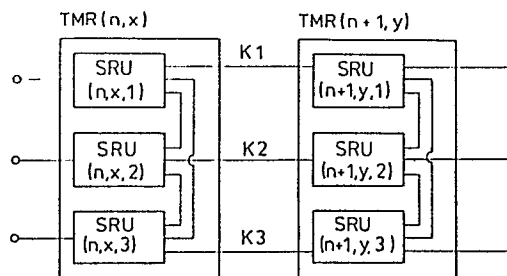 TMR (n,x)
TMR (n+1, y)
K1
SRU
(n,x,1)
SRU
(n+1,y,1)
K2
SRU
(n,x,2)
SRU
(n+1,y,2)
K3
SRU
(n,x,3)
SRU
(n+1,y,3)